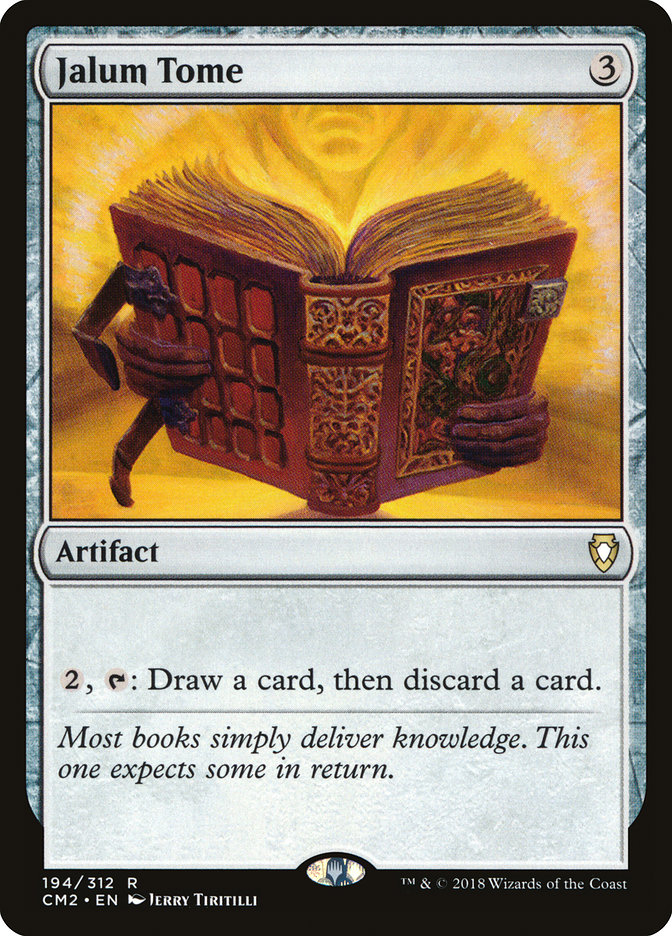 Jalum Tome 3
Artifact
2, : Draw a card, then discard a card.
Most books simply deliver knowledge. This
one expects some in return.
194/312 R
CM2 • EN Jerry Tiritilli
™ & © 2018 Wizards of the Coast